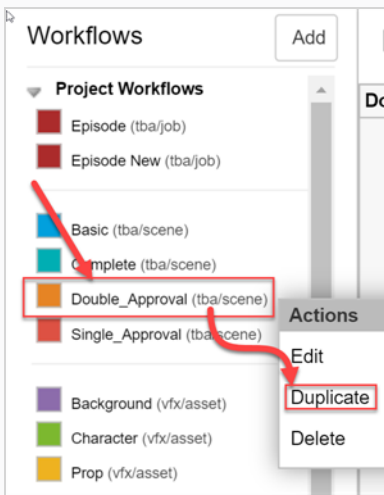 Workflows
Add
Project Workflows
Do
Episode (tba/job)
Episode New (tba/job)
Basic (tba/scene)
Complete (tba/scene)
Double_Approval (tba/scene)
Single_Approval (tba/scene)
Actions
Edit
Duplicate
Delete
Background (vfx/asset)
Character (vfx/asset)
Prop (vfx/asset)